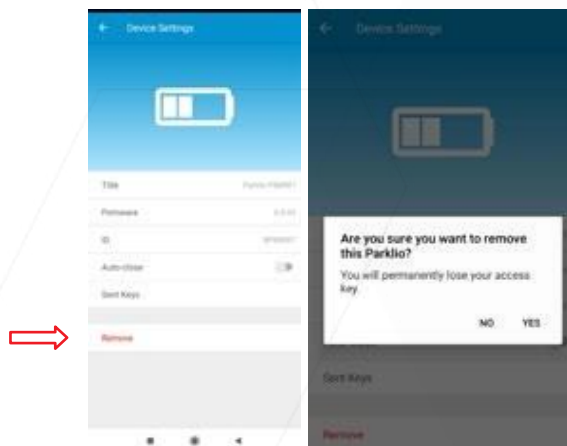 Device Settings
Title
Firmware
ID
Auto-close
Sent Keys
Remove
Device Settings
Are you sure you want to remove
this Parklio?
You will permanently lose your access
key.
NO YES
Sent Keys
Remove